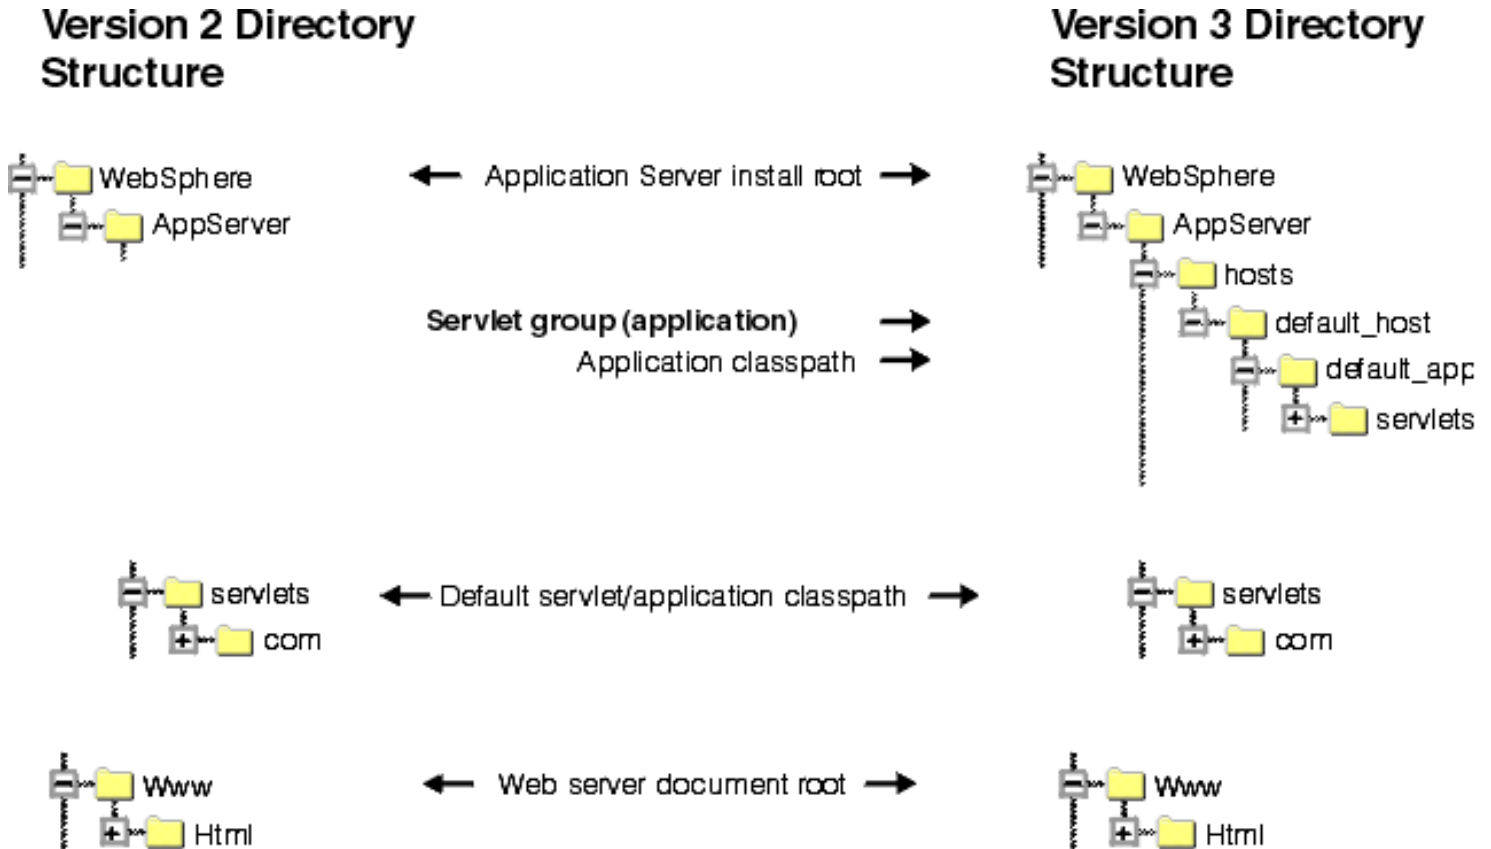 Version 2 Directory
Structure
Version 3 Directory
Structure
WebSphere
Application Server install root
WebSphere
AppServer
AppServer
hosts
Servlet group (application)
default_host
Application classpath
default_app
servlets
servlets
Default servlet/application classpath
servlets
com
com
Www
Web server document root
Www
Html
Html